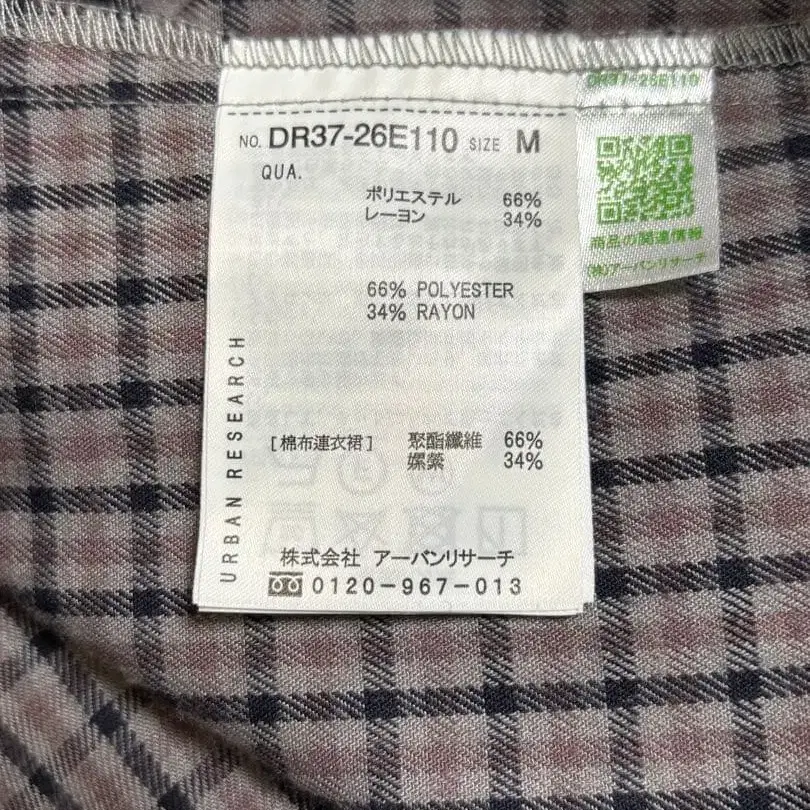 NO. DR37-26E110 SIZE M
QUA.
ポリエステル 66%
レーヨン 34%
66% POLYESTER
34% RAYON
[棉布連衣裙] 聚酯纖維 66%
嫘縈 34%
URBAN RESEARCH
株式会社 アーバンリサーチ
0120-967-013
DR37-26E110
商品の関連情報
(株)アーバンリサーチ